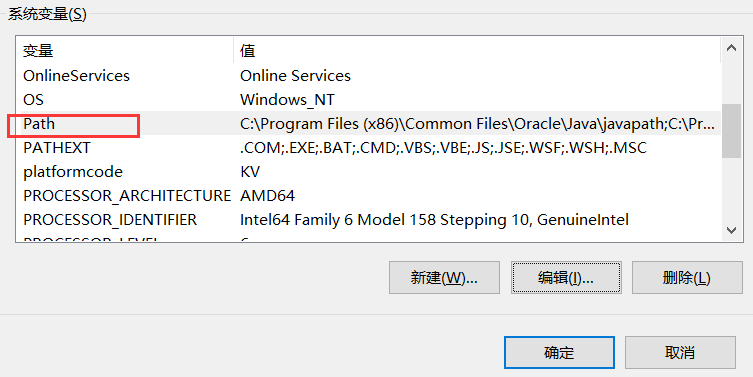 系统变量(S)
变量 值
OnlineServices Online Services
OS Windows_NT
Path C:\Program Files (x86)\Common Files\Oracle\Java\javapath;C:\Pr...
PATHEXT .COM;.EXE;.BAT;.CMD;.VBS;.VBE;.JS;.JSE;.WSF;.WSH;.MSC
platformcode KV
PROCESSOR_ARCHITECTURE AMD64
PROCESSOR_IDENTIFIER Intel64 Family 6 Model 158 Stepping 10, GenuineIntel
新建(W)... 编辑(I)... 删除(L)
确定 取消